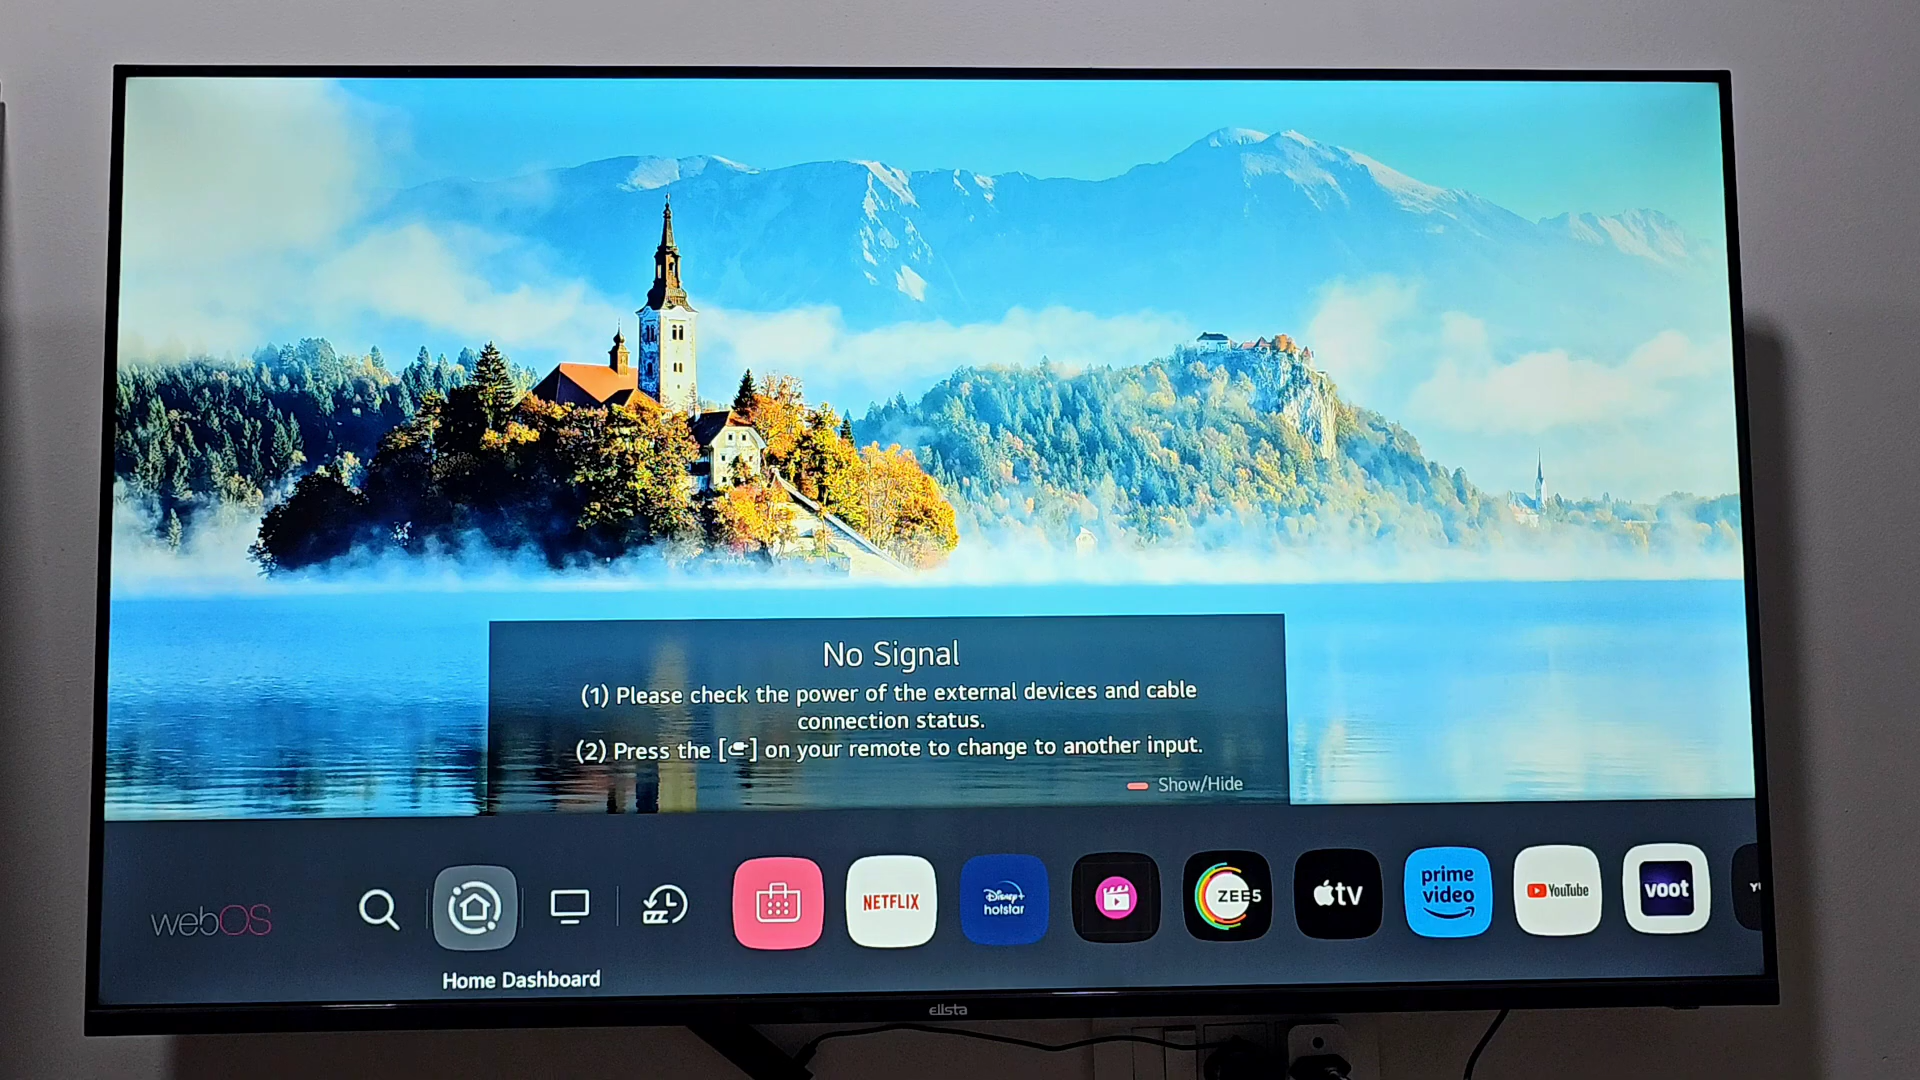 No Signal
(1) Please check the power of the external devices and cable
connection status.
(2) Press the [ ] on your remote to change to another input.
Show/Hide
webOS
NETFLIX
Disney+
hotstar
ZEE5
tv
prime
video
YouTube
voot
Home Dashboard
elista